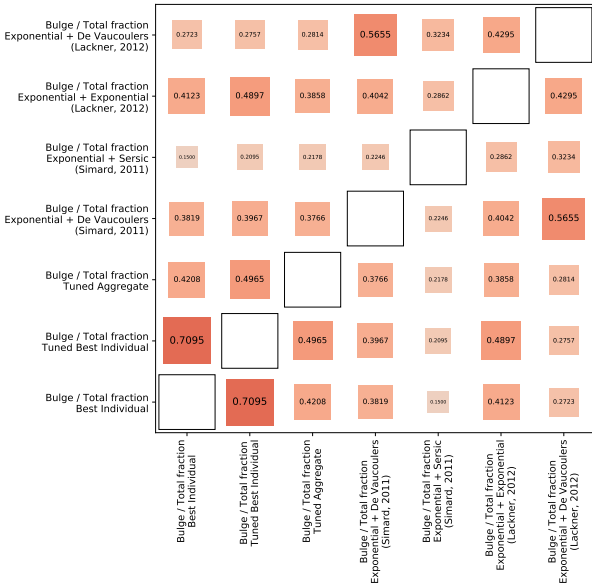 Bulge / Total fraction
Exponential + De Vaucoulers
(Lackner, 2012)
0.2723 0.2757 0.2814 0.5655 0.3234 0.4295
Bulge / Total fraction
Exponential + Exponential
(Lackner, 2012)
0.4123 0.4897 0.3858 0.4042 0.2862 0.4295
Bulge / Total fraction
Exponential + Sersic
(Simard, 2011)
0.1500 0.2095 0.2178 0.2246 0.2862 0.3234
Bulge / Total fraction
Exponential + De Vaucoulers
(Simard, 2011)
0.3819 0.3967 0.3766 0.2246 0.4042 0.5655
Bulge / Total fraction
Tuned Aggregate
0.4208 0.4965 0.3766 0.2178 0.3858 0.2814
Bulge / Total fraction
Tuned Best Individual
0.7095 0.4965 0.3967 0.2095 0.4897 0.2757
Bulge / Total fraction
Best Individual
0.7095 0.4208 0.3819 0.1500 0.4123 0.2723
Bulge / Total fraction
Best Individual
Bulge / Total fraction
Tuned Best Individual
Bulge / Total fraction
Tuned Aggregate
Bulge / Total fraction
Exponential + De Vaucoulers
(Simard, 2011)
Bulge / Total fraction
Exponential + Sersic
(Simard, 2011)
Bulge / Total fraction
Exponential + Exponential
(Lackner, 2012)
Bulge / Total fraction
Exponential + De Vaucoulers
(Lackner, 2012)